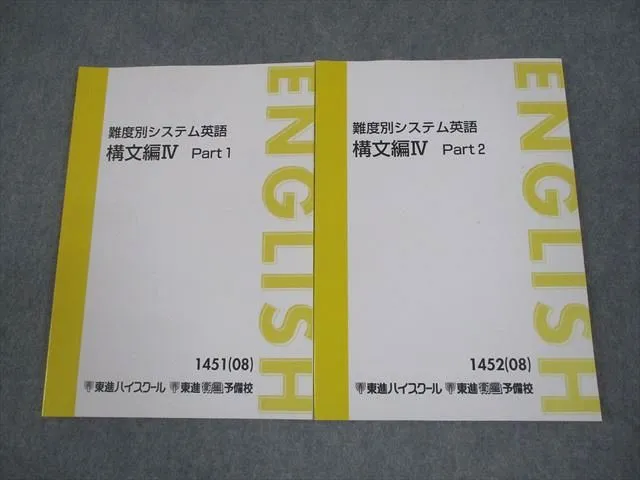 難度別システム英語
構文編Ⅳ Part 1
ENGLISH
1451(08)
東進ハイスクール 東進衛星予備校
難度別システム英語
構文編Ⅳ Part 2
ENGLISH
1452(08)
東進ハイスクール 東進衛星予備校